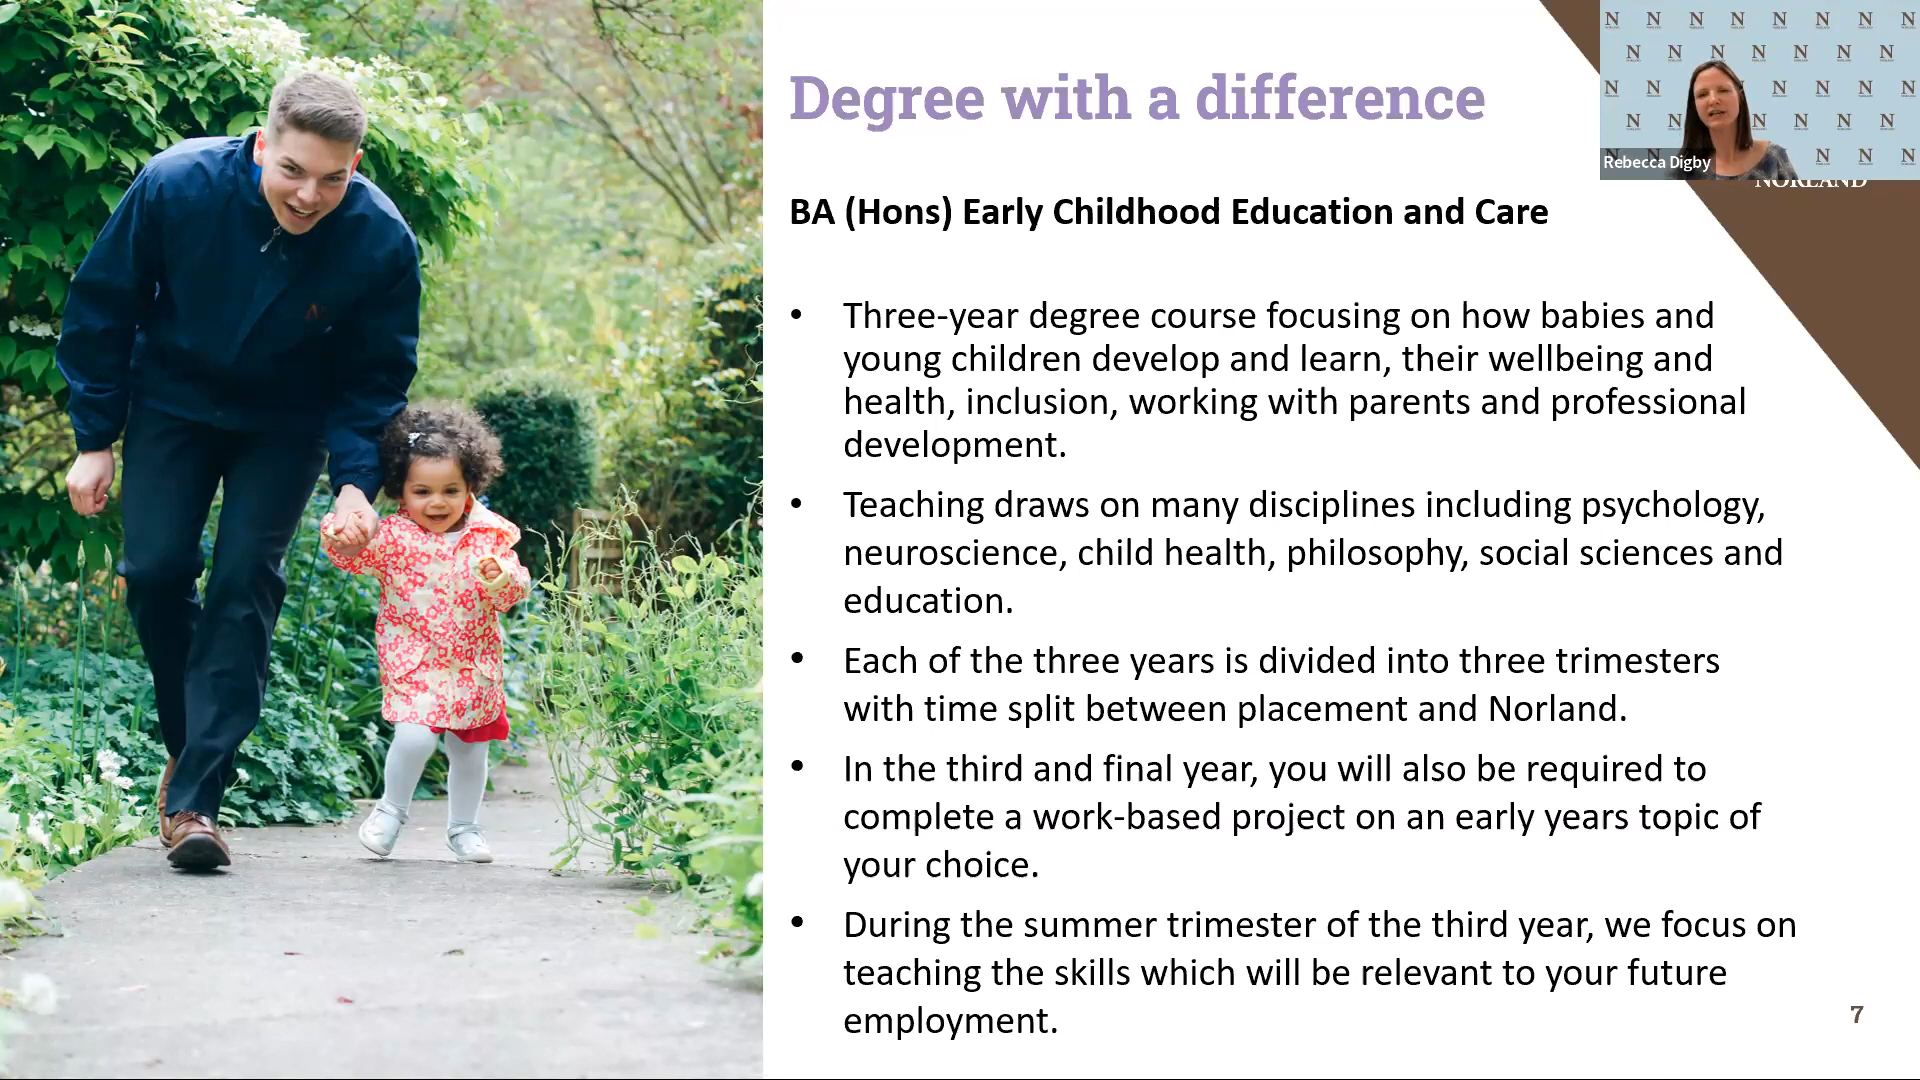 Degree with a difference
Rebecca Digby
NORLAND
BA (Hons) Early Childhood Education and Care
• Three-year degree course focusing on how babies and
young children develop and learn, their wellbeing and
health, inclusion, working with parents and professional
development.
• Teaching draws on many disciplines including psychology,
neuroscience, child health, philosophy, social sciences and
education.
• Each of the three years is divided into three trimesters
with time split between placement and Norland.
• In the third and final year, you will also be required to
complete a work-based project on an early years topic of
your choice.
• During the summer trimester of the third year, we focus on
teaching the skills which will be relevant to your future
employment.
7